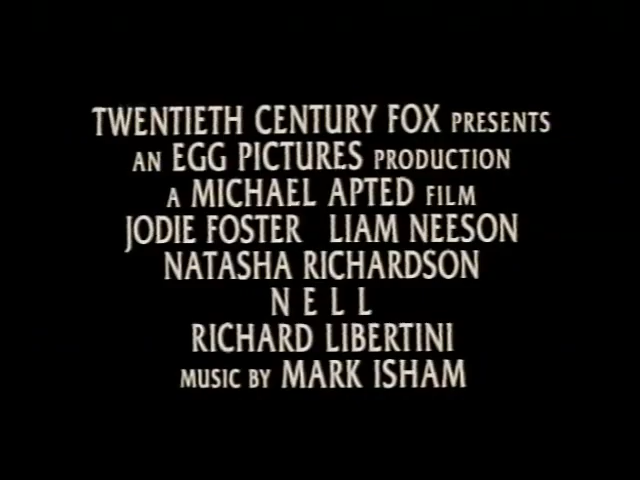 TWENTIETH CENTURY FOX PRESENTS
AN EGG PICTURES PRODUCTION
A MICHAEL APTED FILM
JODIE FOSTER LIAM NEESON
NATASHA RICHARDSON
NELL
RICHARD LIBERTINI
MUSIC BY MARK ISHAM